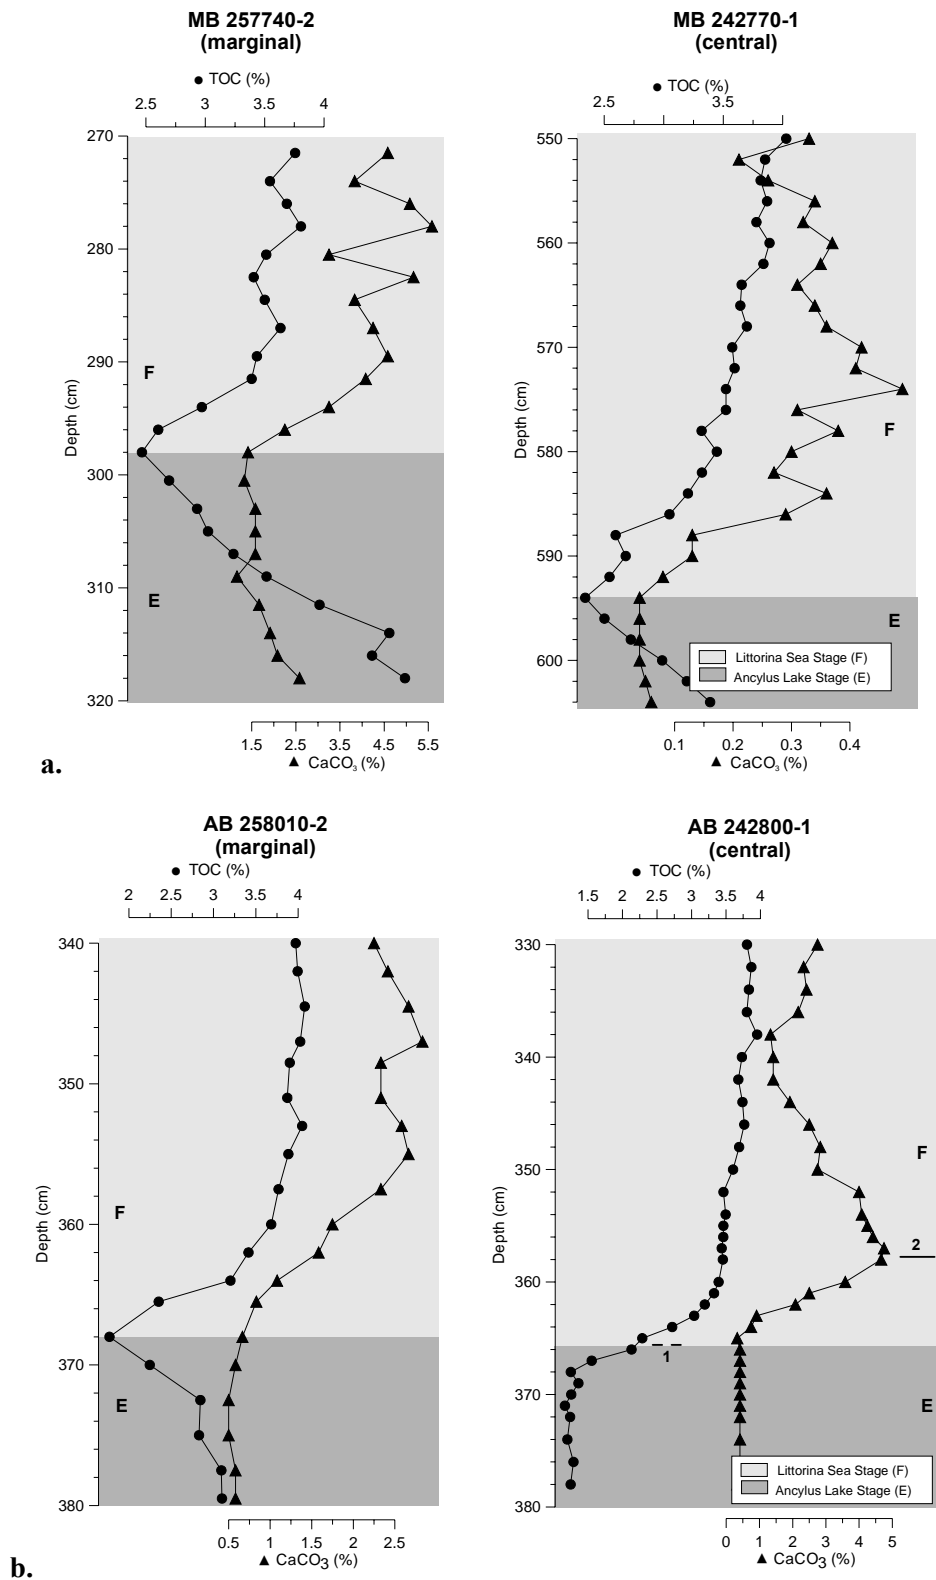 MB 257740-2
(marginal)
TOC (%)
2.5 3 3.5 4
270
280
290
300
310
320
Depth (cm)
F
E
1.5 2.5 3.5 4.5 5.5
CaCO₃ (%)
MB 242770-1
(central)
TOC (%)
2.5 3.5
550
560
570
580
590
600
Depth (cm)
F
E
Littorina Sea Stage (F)
Ancylus Lake Stage (E)
0.1 0.2 0.3 0.4
CaCO₃ (%)
a.
AB 258010-2
(marginal)
TOC (%)
2 2.5 3 3.5 4
340
350
360
370
380
Depth (cm)
F
E
0.5 1 1.5 2 2.5
CaCO3 (%)
AB 242800-1
(central)
TOC (%)
1.5 2 2.5 3 3.5 4
330
340
350
360
370
380
Depth (cm)
F
2
1
E
Littorina Sea Stage (F)
Ancylus Lake Stage (E)
0 1 2 3 4 5
CaCO3 (%)
b.